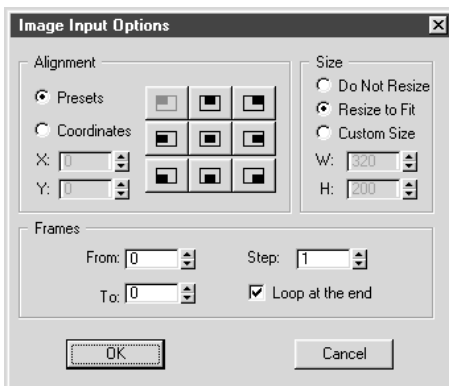 Image Input Options
Alignment
Presets
Coordinates
X: 0
Y: 0
Size
Do Not Resize
Resize to Fit
Custom Size
W: 320
H: 200
Frames
From: 0
Step: 1
To: 0
Loop at the end
OK
Cancel